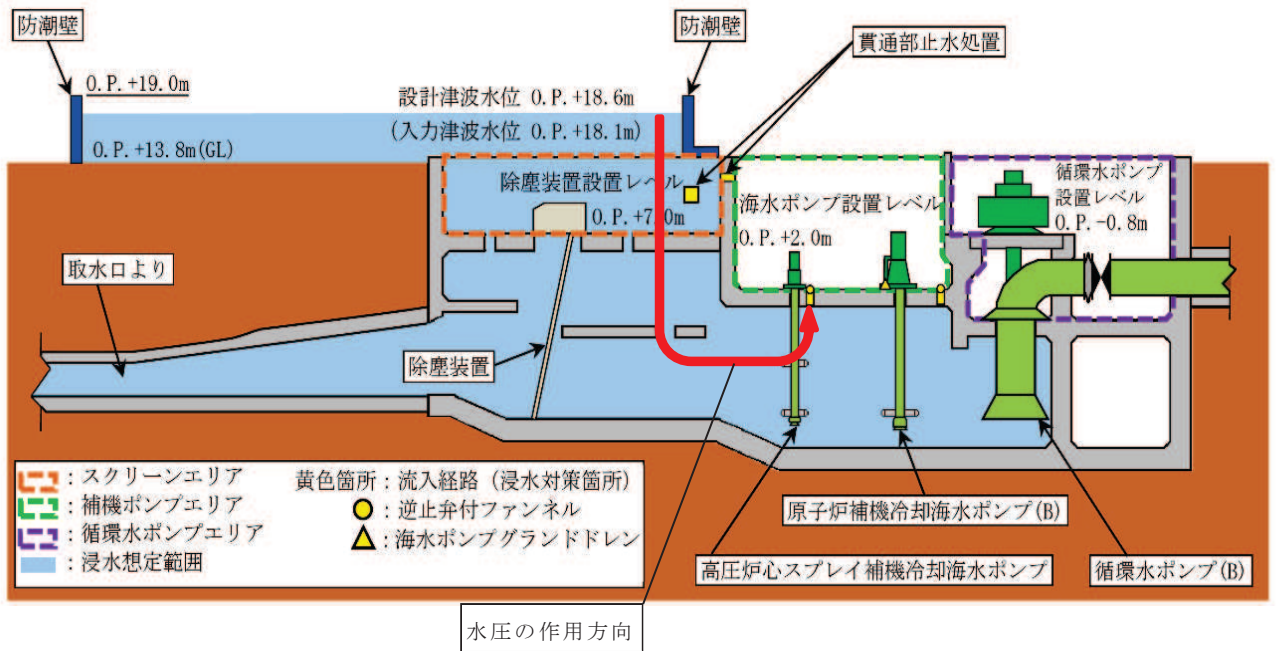 防潮壁
防潮壁
貫通部止水処置
O.P.+19.0m
設計津波水位 O.P.+18.6m
(入力津波水位 O.P.+18.1m)
O.P.+13.8m(GL)
除塵装置設置レベル
O.P.+7.0m
海水ポンプ設置レベル
O.P.+2.0m
循環水ポンプ
設置レベル
O.P.-0.8m
取水口より
除塵装置
:スクリーンエリア
:補機ポンプエリア
:循環水ポンプエリア
:浸水想定範囲
黄色箇所:流入経路(浸水対策箇所)
:逆止弁付ファンネル
:海水ポンプグランドドレン
原子炉補機冷却海水ポンプ(B)
高圧炉心スプレイ補機冷却海水ポンプ
循環水ポンプ(B)
水圧の作用方向